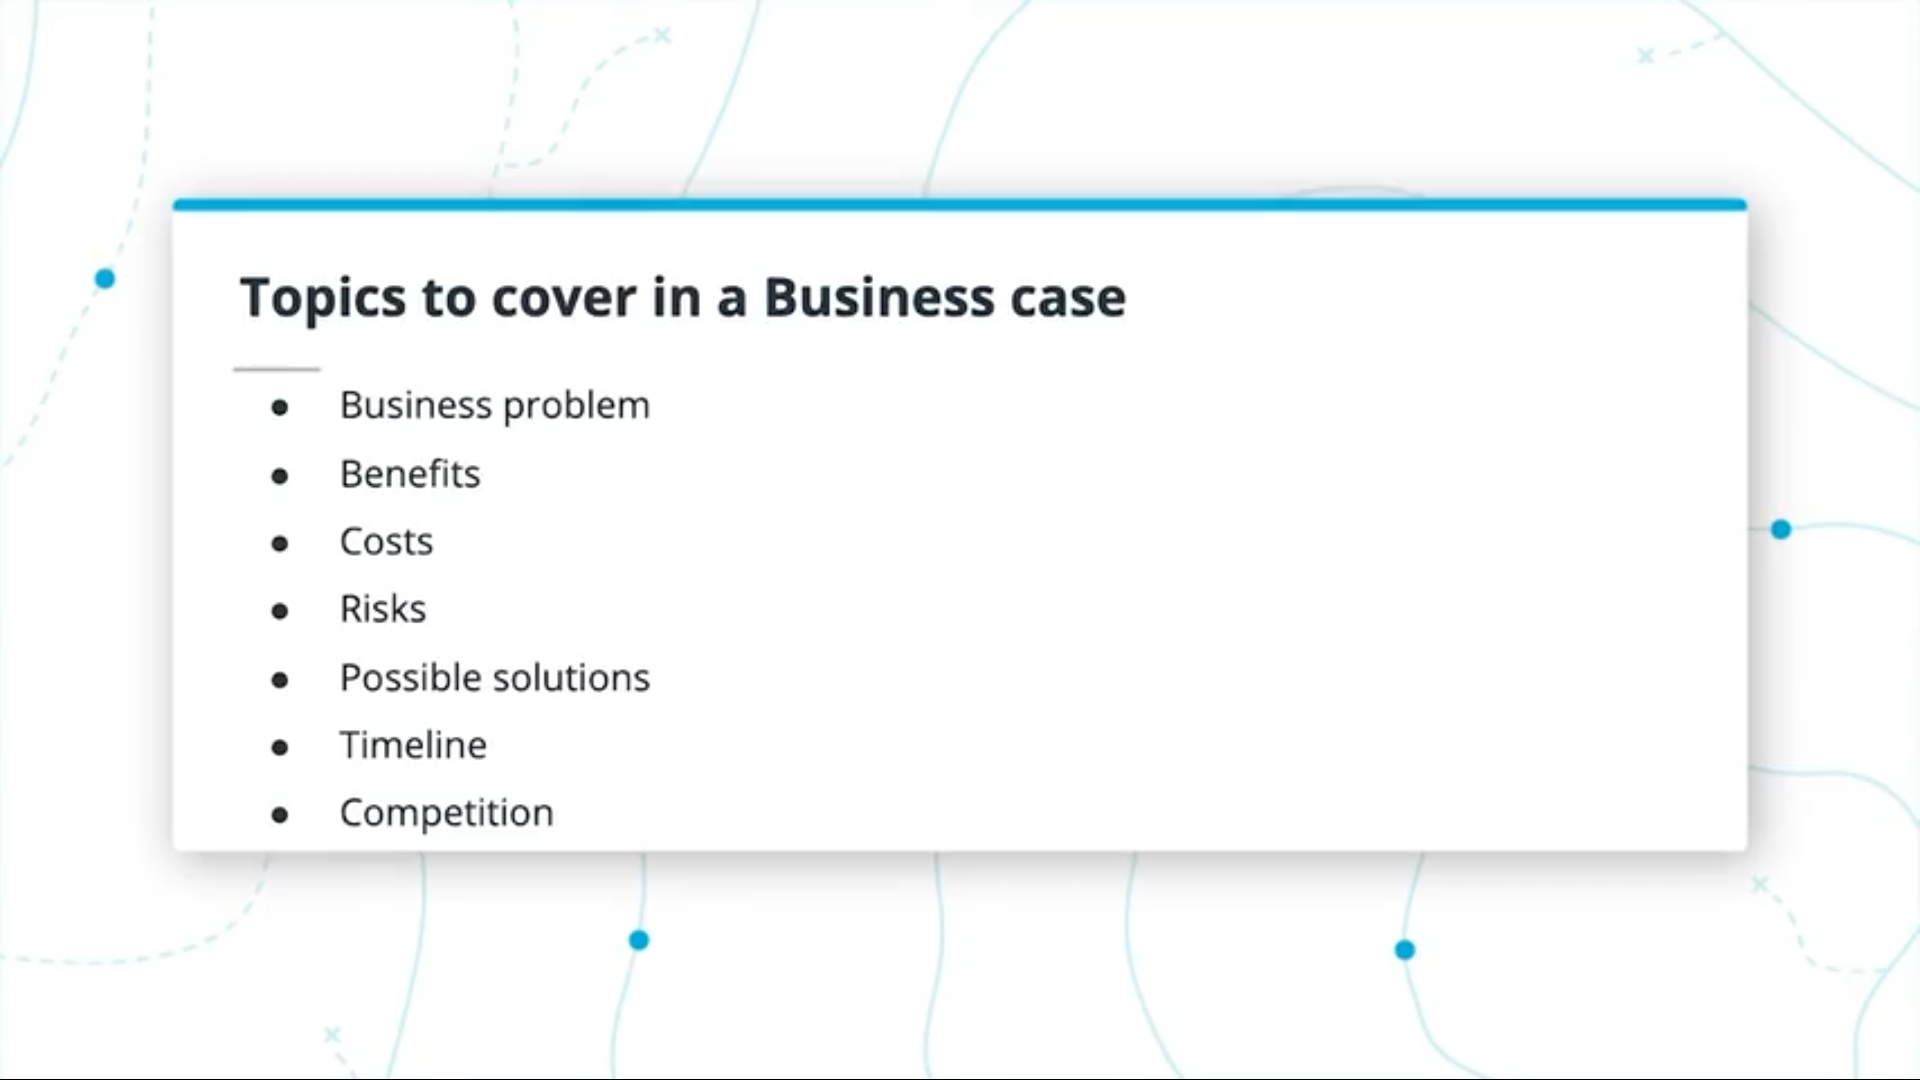 Topics to cover in a Business case
● Business problem
● Benefits
● Costs
● Risks
● Possible solutions
● Timeline
● Competition